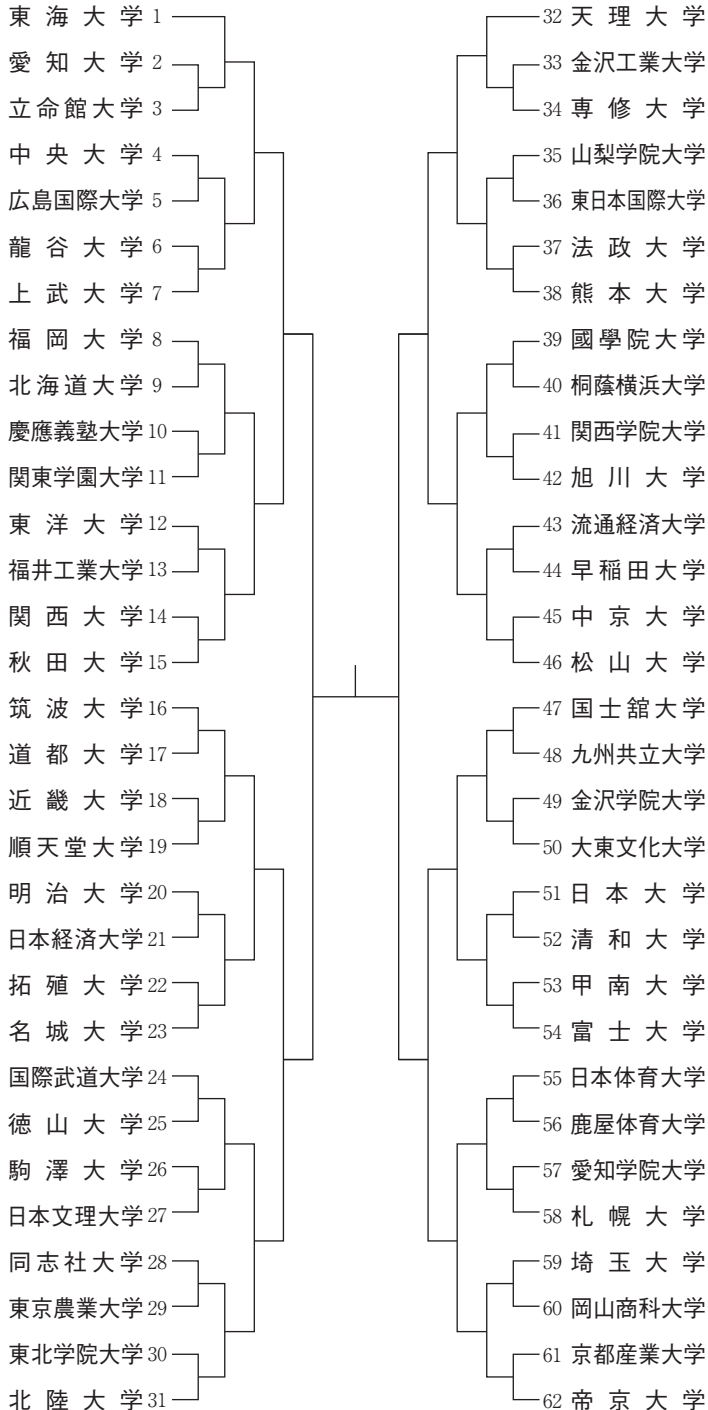 東海大学 1
愛知大学 2
立命館大学 3
中央大学 4
広島国際大学 5
龍谷大学 6
上武大学 7
福岡大学 8
北海道大学 9
慶應義塾大学 10
関東学園大学 11
東洋大学 12
福井工業大学 13
関西大学 14
秋田大学 15
筑波大学 16
道都大学 17
近畿大学 18
順天堂大学 19
明治大学 20
日本経済大学 21
拓殖大学 22
名城大学 23
国際武道大学 24
徳山大学 25
駒澤大学 26
日本文理大学 27
同志社大学 28
東京農業大学 29
東北学院大学 30
北陸大学 31
32 天理大学
33 金沢工業大学
34 専修大学
35 山梨学院大学
36 東日本国際大学
37 法政大学
38 熊本大学
39 國學院大学
40 桐蔭横浜大学
41 関西学院大学
42 旭川大学
43 流通経済大学
44 早稲田大学
45 中京大学
46 松山大学
47 国士舘大学
48 九州共立大学
49 金沢学院大学
50 大東文化大学
51 日本大学
52 清和大学
53 甲南大学
54 富士大学
55 日本体育大学
56 鹿屋体育大学
57 愛知学院大学
58 札幌大学
59 埼玉大学
60 岡山商科大学
61 京都産業大学
62 帝京大学